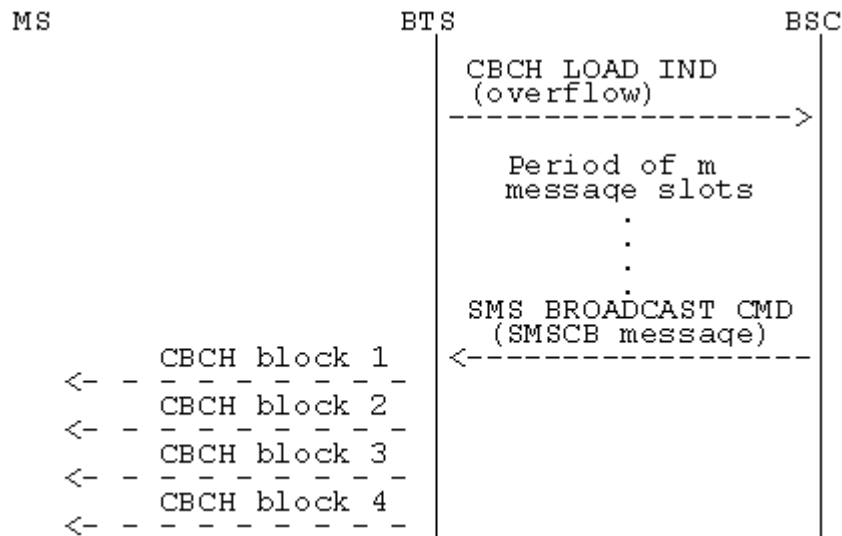 MS BTS BSC
CBCH LOAD IND
(overflow)
Period of m
message slots
SMS BROADCAST CMD
(SMSCB message)
CBCH block 1
CBCH block 2
CBCH block 3
CBCH block 4